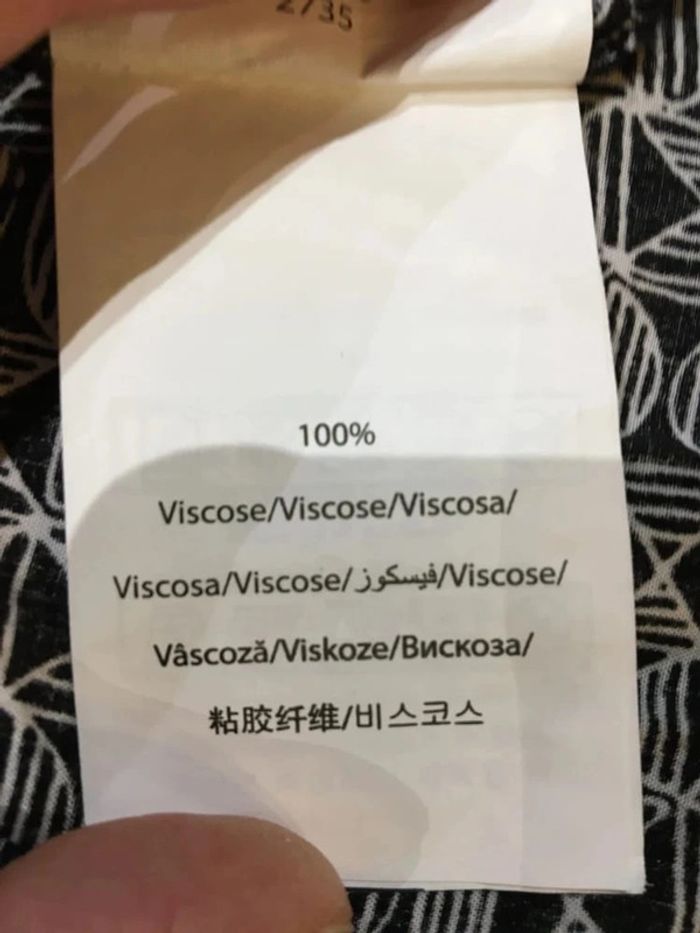 2735
100%
Viscose/Viscose/Viscosa/
Viscosa/Viscose/فيسكوز/Viscose/
Vâscoză/Viskoze/Вискоза/
粘胶纤维/비스코스